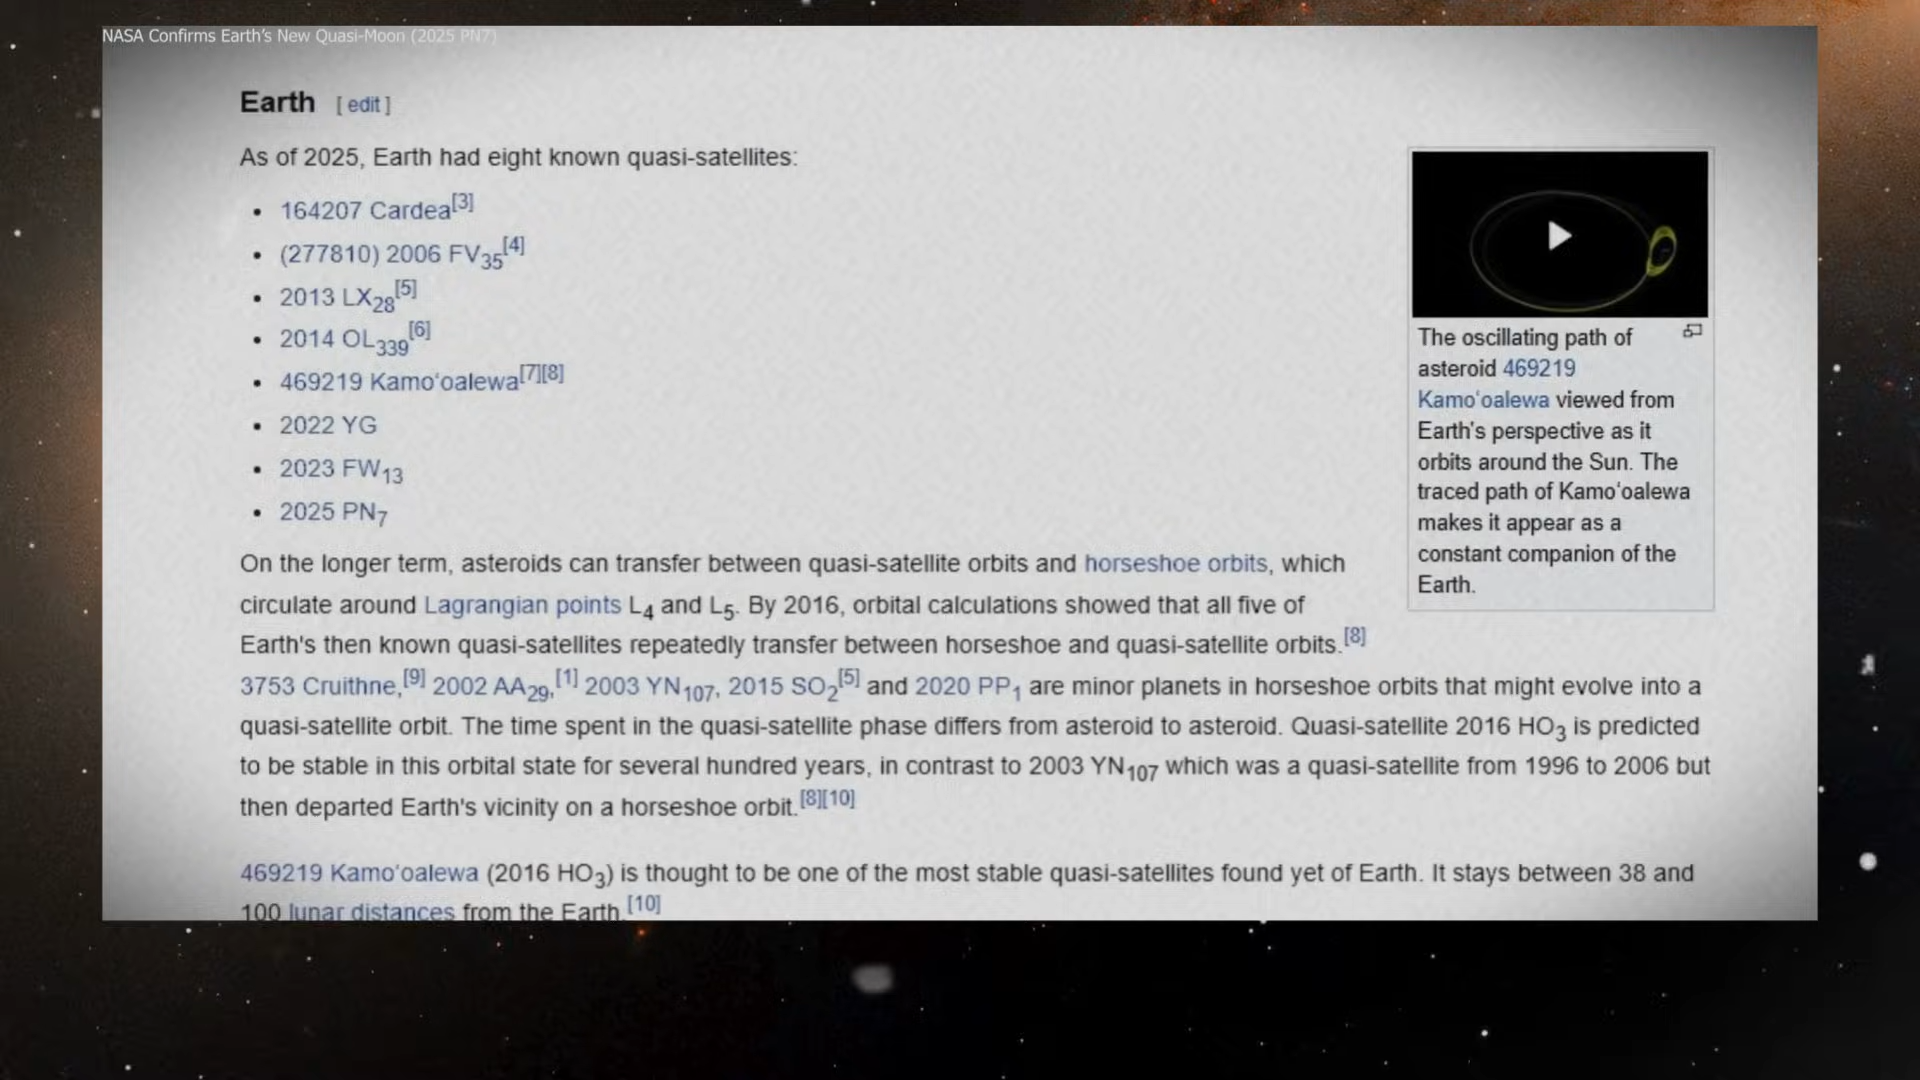 NASA Confirms Earth's New Quasi-Moon (2025 PN7)
Earth [ edit ]
As of 2025, Earth had eight known quasi-satellites:
• 164207 Cardea[3]
• (277810) 2006 FV35[4]
• 2013 LX28[5]
• 2014 OL339[6]
• 469219 Kamoʻoalewa[7][8]
• 2022 YG
• 2023 FW13
• 2025 PN7
The oscillating path of
asteroid 469219
Kamoʻoalewa viewed from
Earth's perspective as it
orbits around the Sun. The
traced path of Kamoʻoalewa
makes it appear as a
constant companion of the
Earth.
On the longer term, asteroids can transfer between quasi-satellite orbits and horseshoe orbits, which
circulate around Lagrangian points L4 and L5. By 2016, orbital calculations showed that all five of
Earth's then known quasi-satellites repeatedly transfer between horseshoe and quasi-satellite orbits.[8]
3753 Cruithne,[9] 2002 AA29,[1] 2003 YN107, 2015 SO2[5] and 2020 PP1 are minor planets in horseshoe orbits that might evolve into a
quasi-satellite orbit. The time spent in the quasi-satellite phase differs from asteroid to asteroid. Quasi-satellite 2016 HO3 is predicted
to be stable in this orbital state for several hundred years, in contrast to 2003 YN107 which was a quasi-satellite from 1996 to 2006 but
then departed Earth's vicinity on a horseshoe orbit.[8][10]
469219 Kamoʻoalewa (2016 HO3) is thought to be one of the most stable quasi-satellites found yet of Earth. It stays between 38 and
100 lunar distances from the Earth.[10]